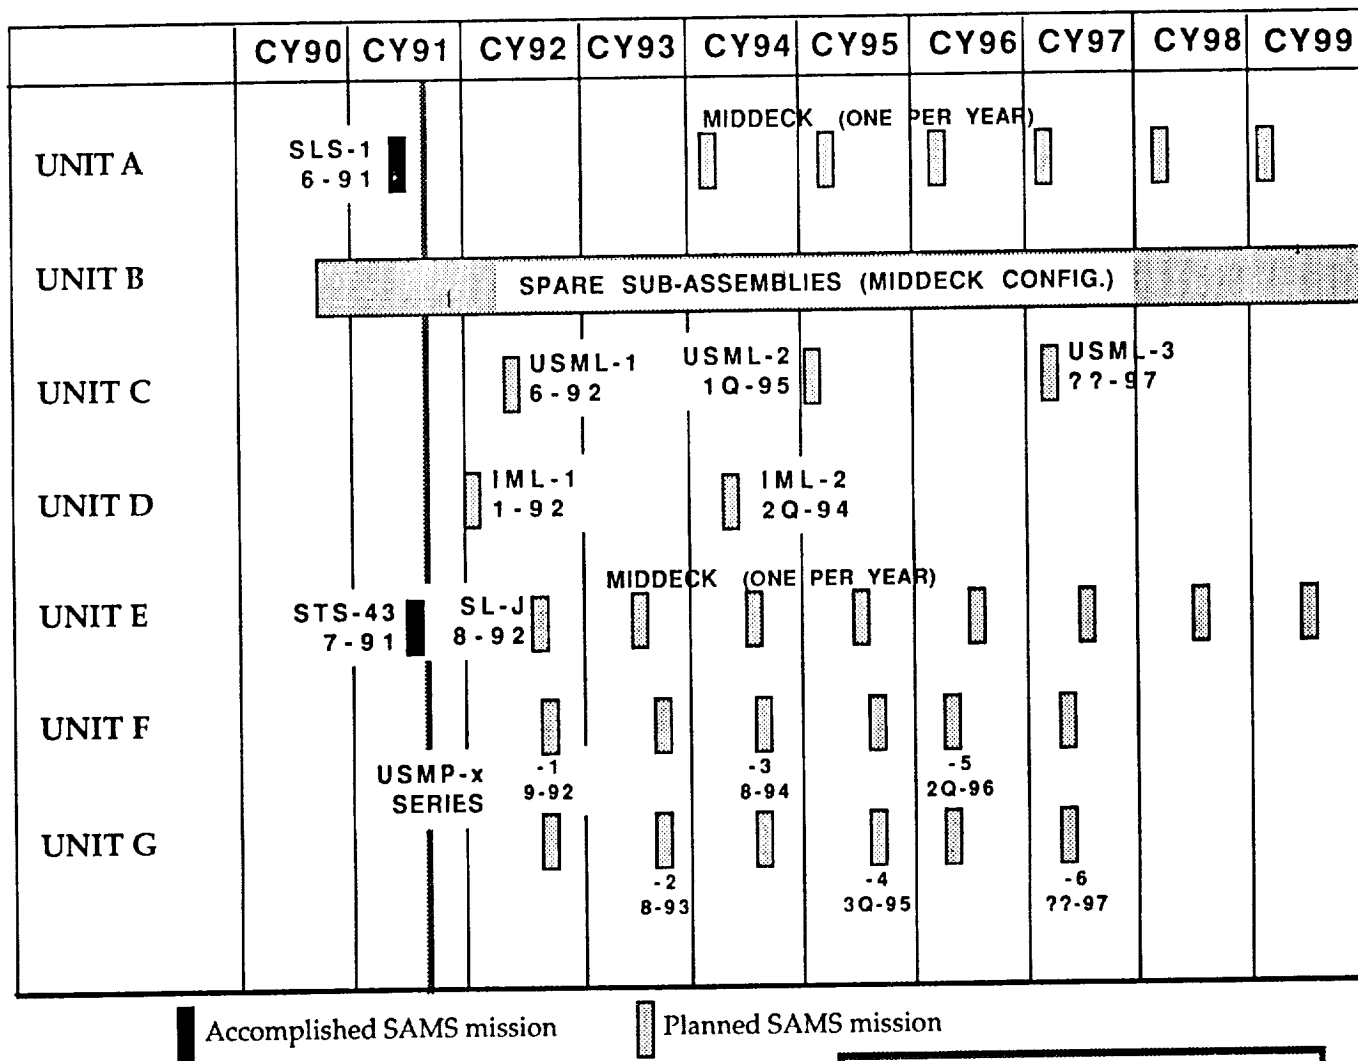 CY90 CY91 CY92 CY93 CY94 CY95 CY96 CY97 CY98 CY99
MIDDECK (ONE PER YEAR)
UNIT A
SLS-1
6-91
UNIT B
SPARE SUB-ASSEMBLIES (MIDDECK CONFIG.)
UNIT C
USML-1
6-92
USML-2
1Q-95
USML-3
??-97
UNIT D
IML-1
1-92
IML-2
2Q-94
MIDDECK (ONE PER YEAR)
UNIT E
STS-43
7-91
SL-J
8-92
UNIT F
USMP-x
SERIES
-1
9-92
-3
8-94
-5
2Q-96
UNIT G
-2
8-93
-4
3Q-95
-6
??-97
Accomplished SAMS mission
Planned SAMS mission